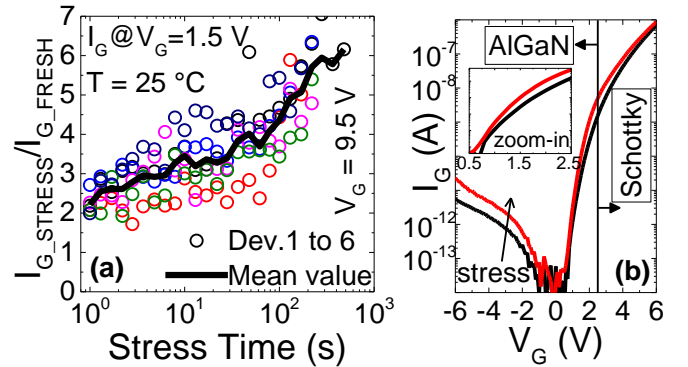 I_G@V_G=1.5 V
T = 25 °C
V_G = 9.5 V
Dev.1 to 6
Mean value
(a)
I_G_STRESS/I_G_FRESH
7
6
5
4
3
2
1
0
10^0 10^1 10^2 10^3
Stress Time (s)
AlGaN
Schottky
zoom-in
0.5 1.5 2.5
stress
(b)
I_G (A)
10^-7
10^-8
10^-12
10^-13
-6 -4 -2 0 2 4 6
V_G (V)